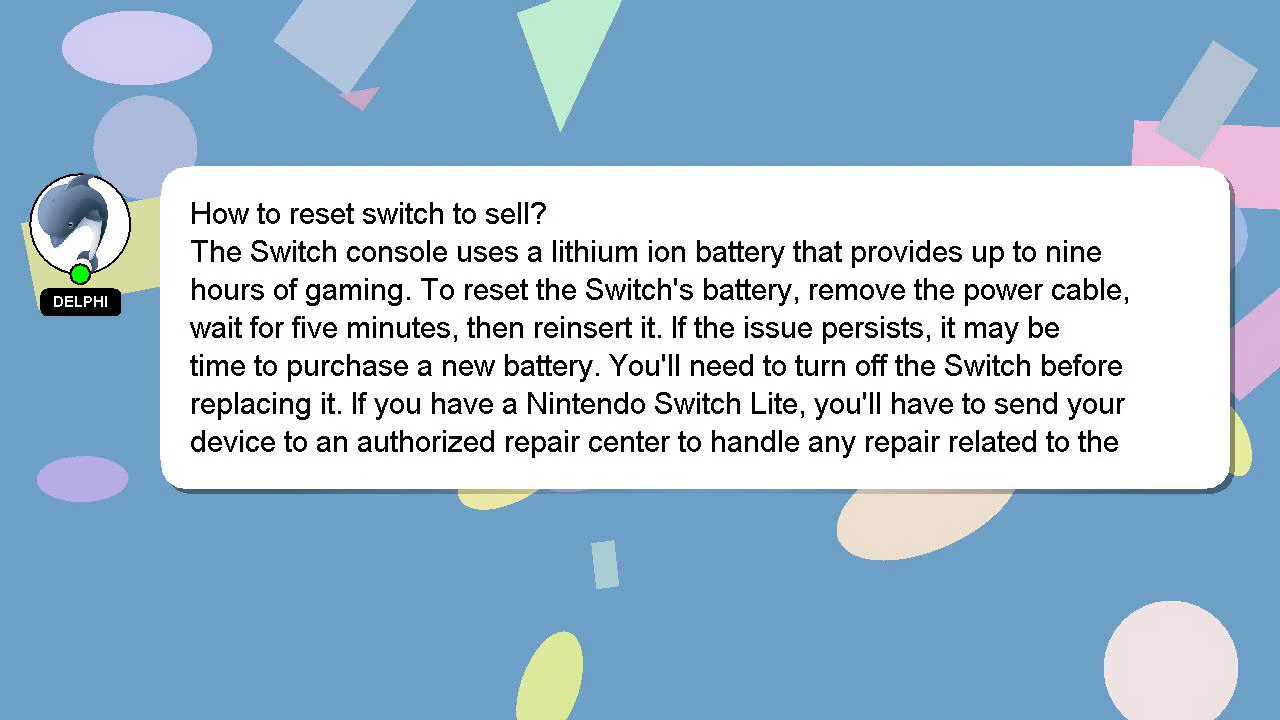 How to reset switch to sell?
The Switch console uses a lithium ion battery that provides up to nine
hours of gaming. To reset the Switch's battery, remove the power cable,
wait for five minutes, then reinsert it. If the issue persists, it may be
time to purchase a new battery. You'll need to turn off the Switch before
replacing it. If you have a Nintendo Switch Lite, you'll have to send your
device to an authorized repair center to handle any repair related to the
DELPHI